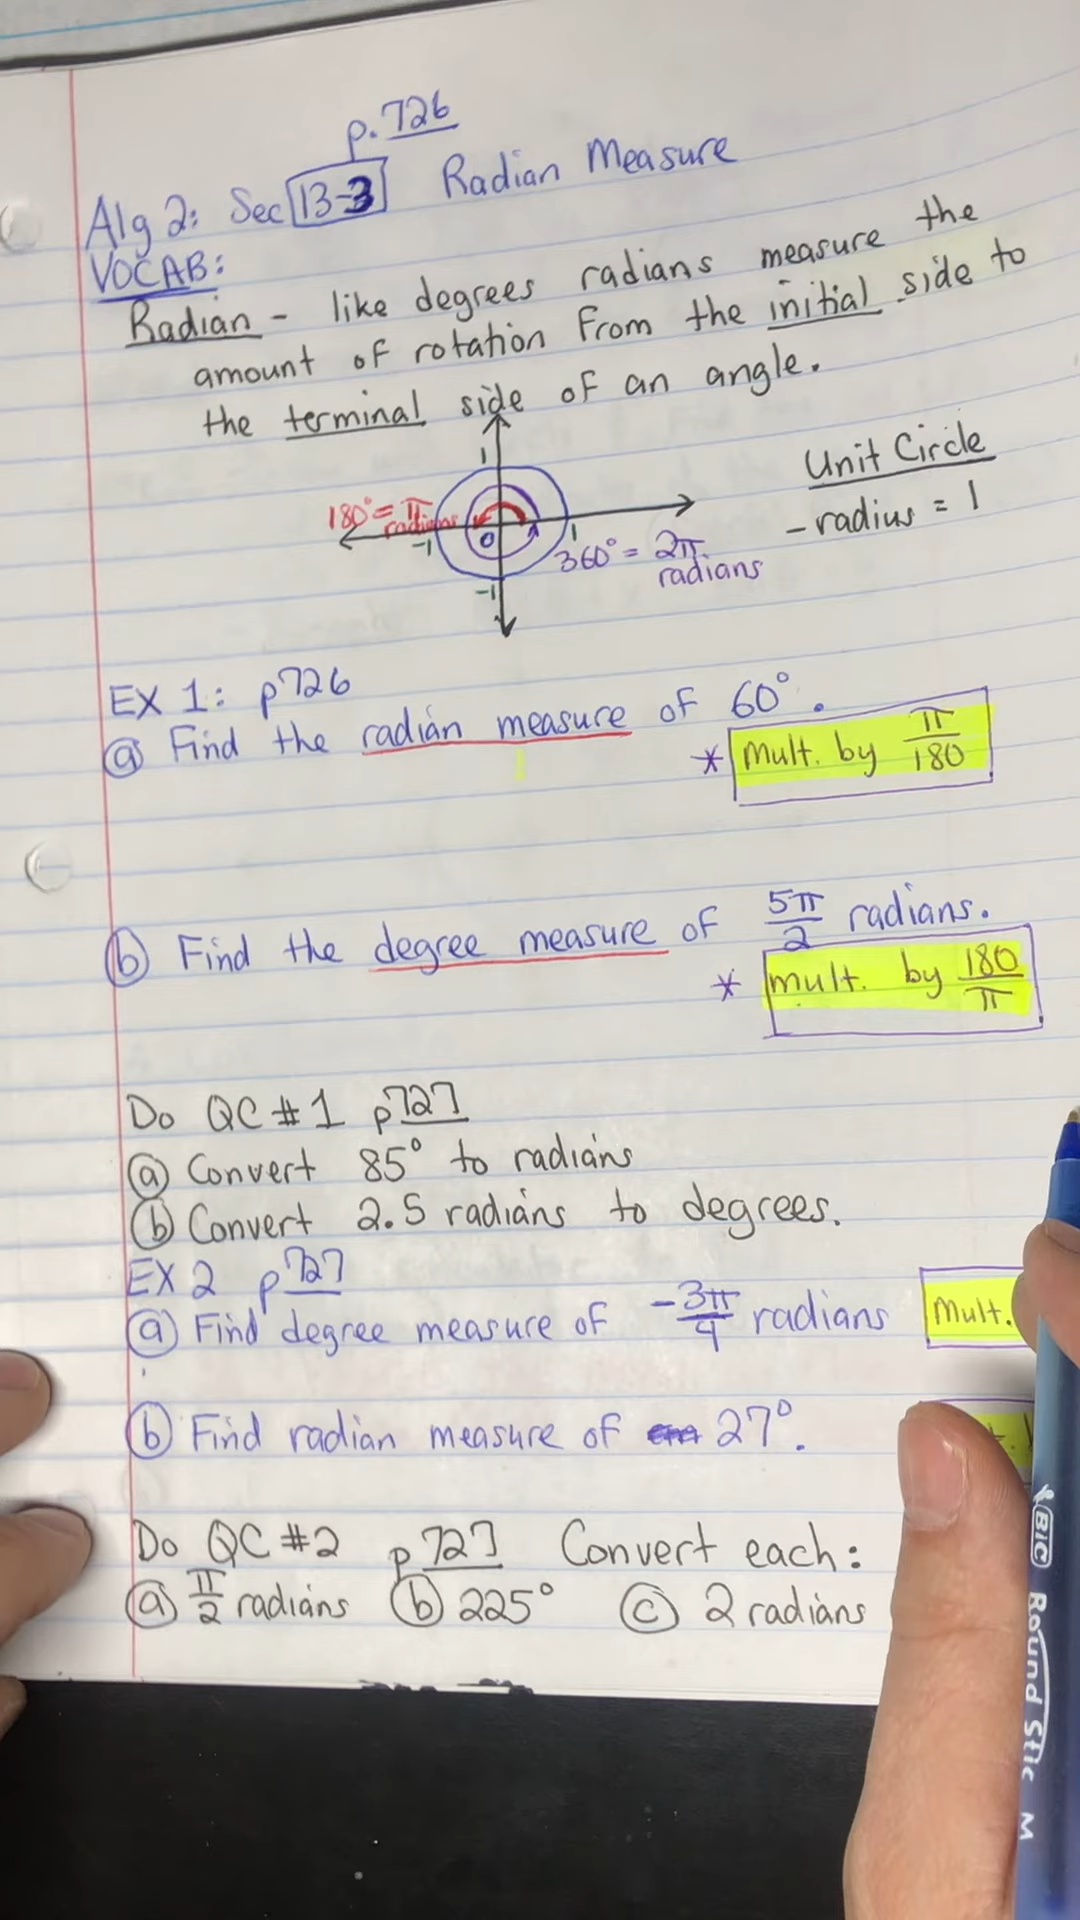 p. 726
Alg 2: Sec 13-3 Radian Measure
VOCAB:
Radian - like degrees radians measure the
amount of rotation from the initial side to
the terminal side of an angle.
1
Unit Circle
180° = π
radians
- radius = 1
-1
0
1
360° = 2π
radians
-1
EX 1: p726
ⓐ Find the radian measure of 60°.
* Mult. by π/180
ⓑ Find the degree measure of 5π/2 radians.
* mult. by 180/π
Do QC #1 p727
ⓐ Convert 85° to radians
ⓑ Convert 2.5 radians to degrees.
EX 2 p727
ⓐ Find degree measure of -3π/4 radians
Mult.
ⓑ Find radian measure of 27°.
Do QC #2 p727 Convert each:
ⓐ π/2 radians ⓑ 225° ⓒ 2 radians
BIC Round Stic M